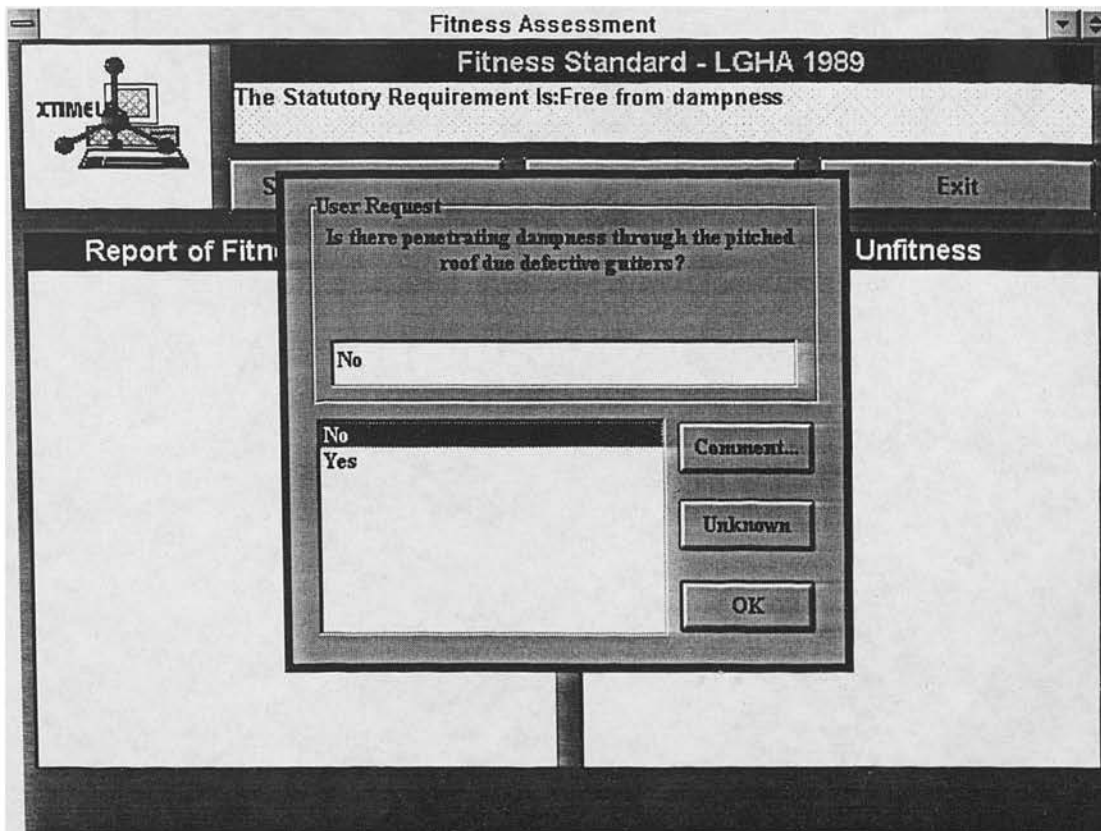 Fitness Assessment
Fitness Standard - LGHA 1989
The Statutory Requirement Is:Free from dampness
XTIMEL
S
Exit
Report of Fitn
Unfitness
User Request
Is there penetrating dampness through the pitched
roof due defective gutters?
No
No
Yes
Comment...
Unknown
OK